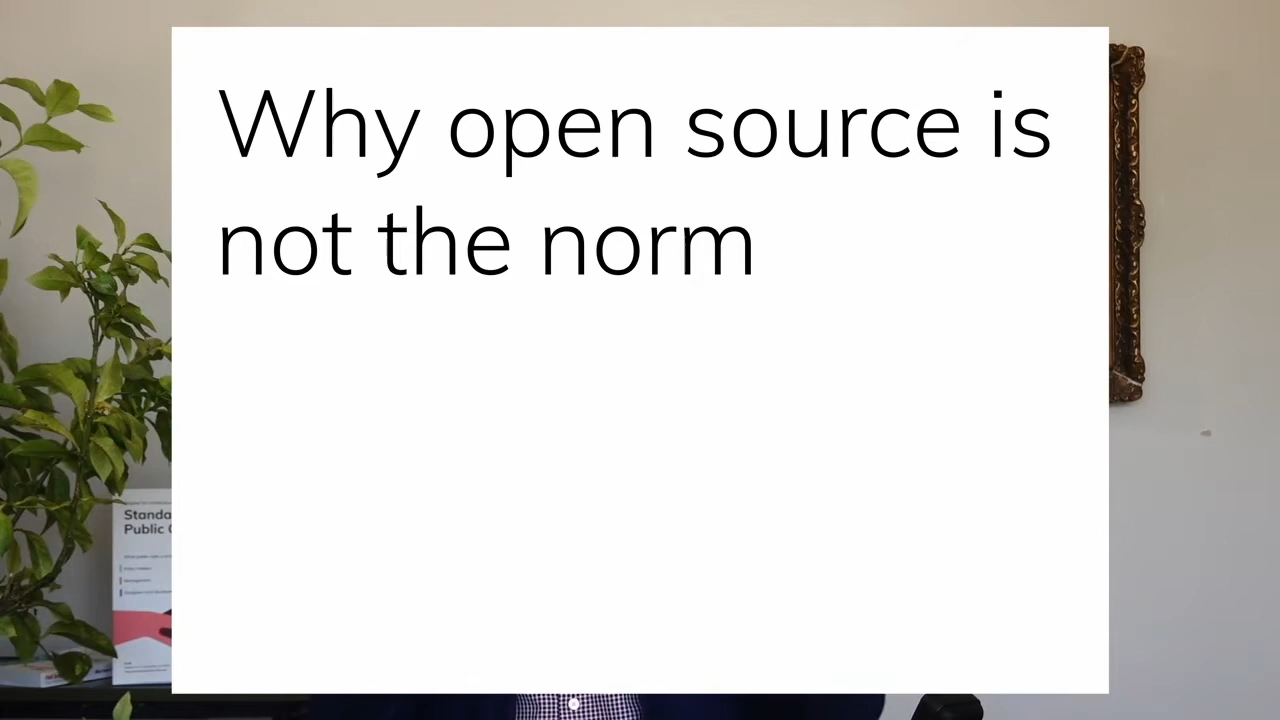 Why open source is
not the norm
Standa
Public